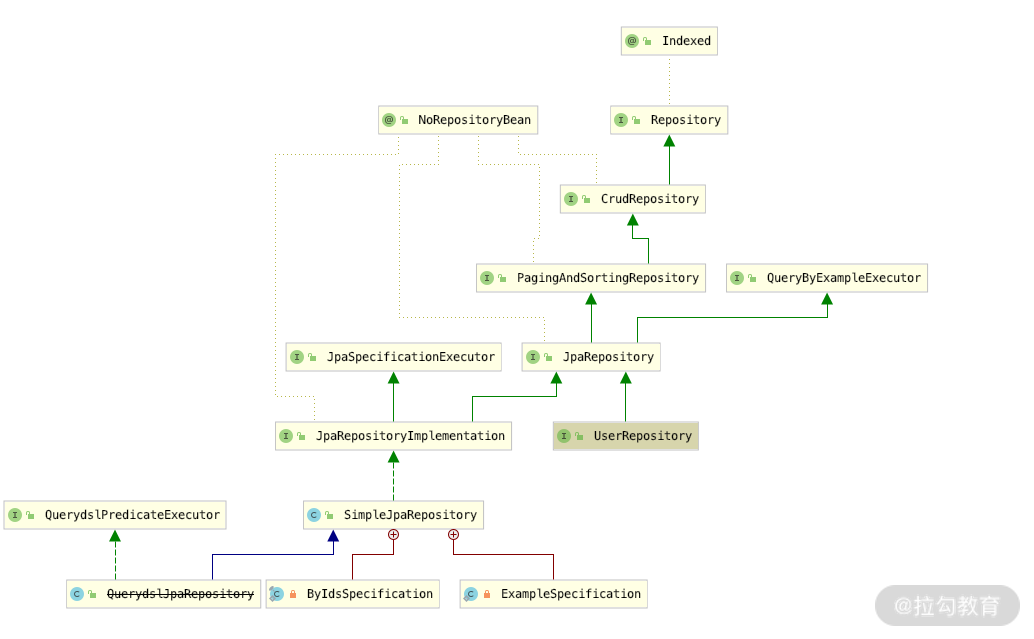 Indexed
NoRepositoryBean
Repository
CrudRepository
PagingAndSortingRepository
QueryByExampleExecutor
JpaSpecificationExecutor
JpaRepository
JpaRepositoryImplementation
UserRepository
QuerydslPredicateExecutor
SimpleJpaRepository
QuerydslJpaRepository
ByIdsSpecification
ExampleSpecification
@拉勾教育